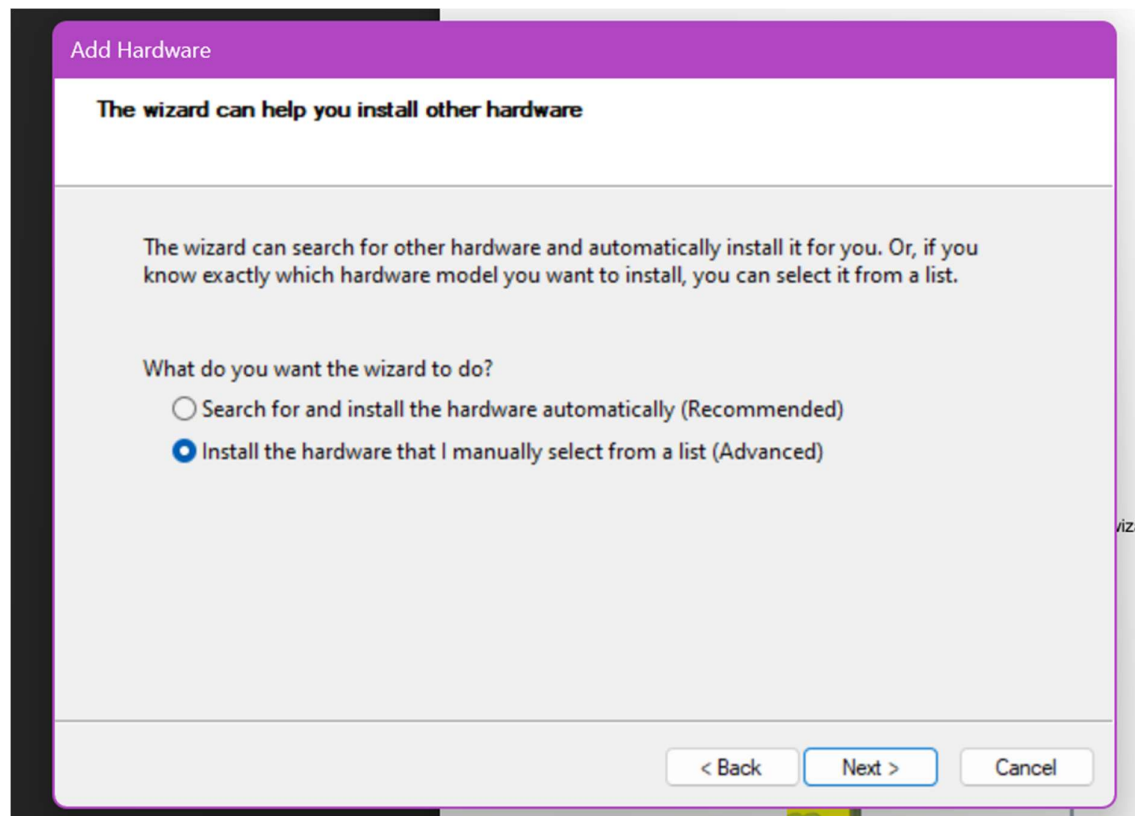 Add Hardware
The wizard can help you install other hardware
The wizard can search for other hardware and automatically install it for you. Or, if you
know exactly which hardware model you want to install, you can select it from a list.
What do you want the wizard to do?
Search for and install the hardware automatically (Recommended)
Install the hardware that I manually select from a list (Advanced)
< Back
Next >
Cancel